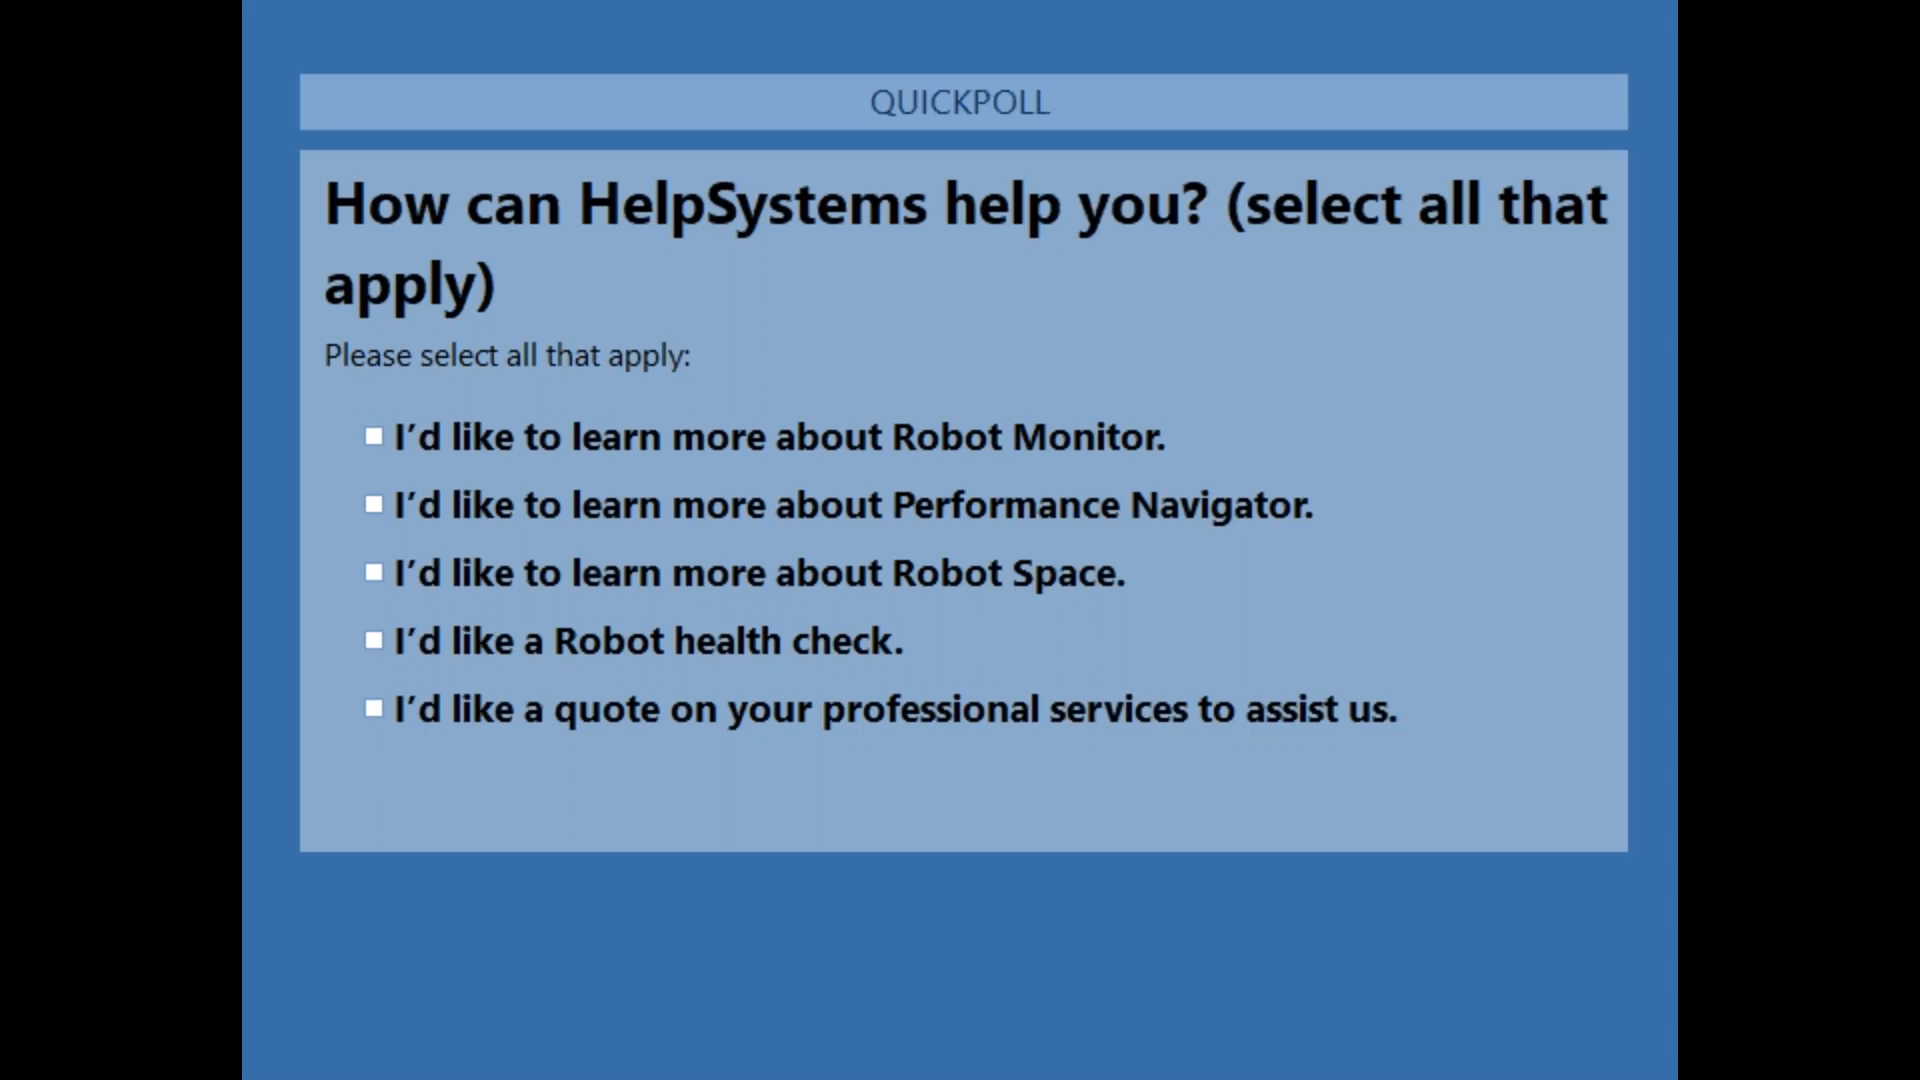 QUICKPOLL
How can HelpSystems help you? (select all that
apply)
Please select all that apply:
I’d like to learn more about Robot Monitor.
I’d like to learn more about Performance Navigator.
I’d like to learn more about Robot Space.
I’d like a Robot health check.
I’d like a quote on your professional services to assist us.